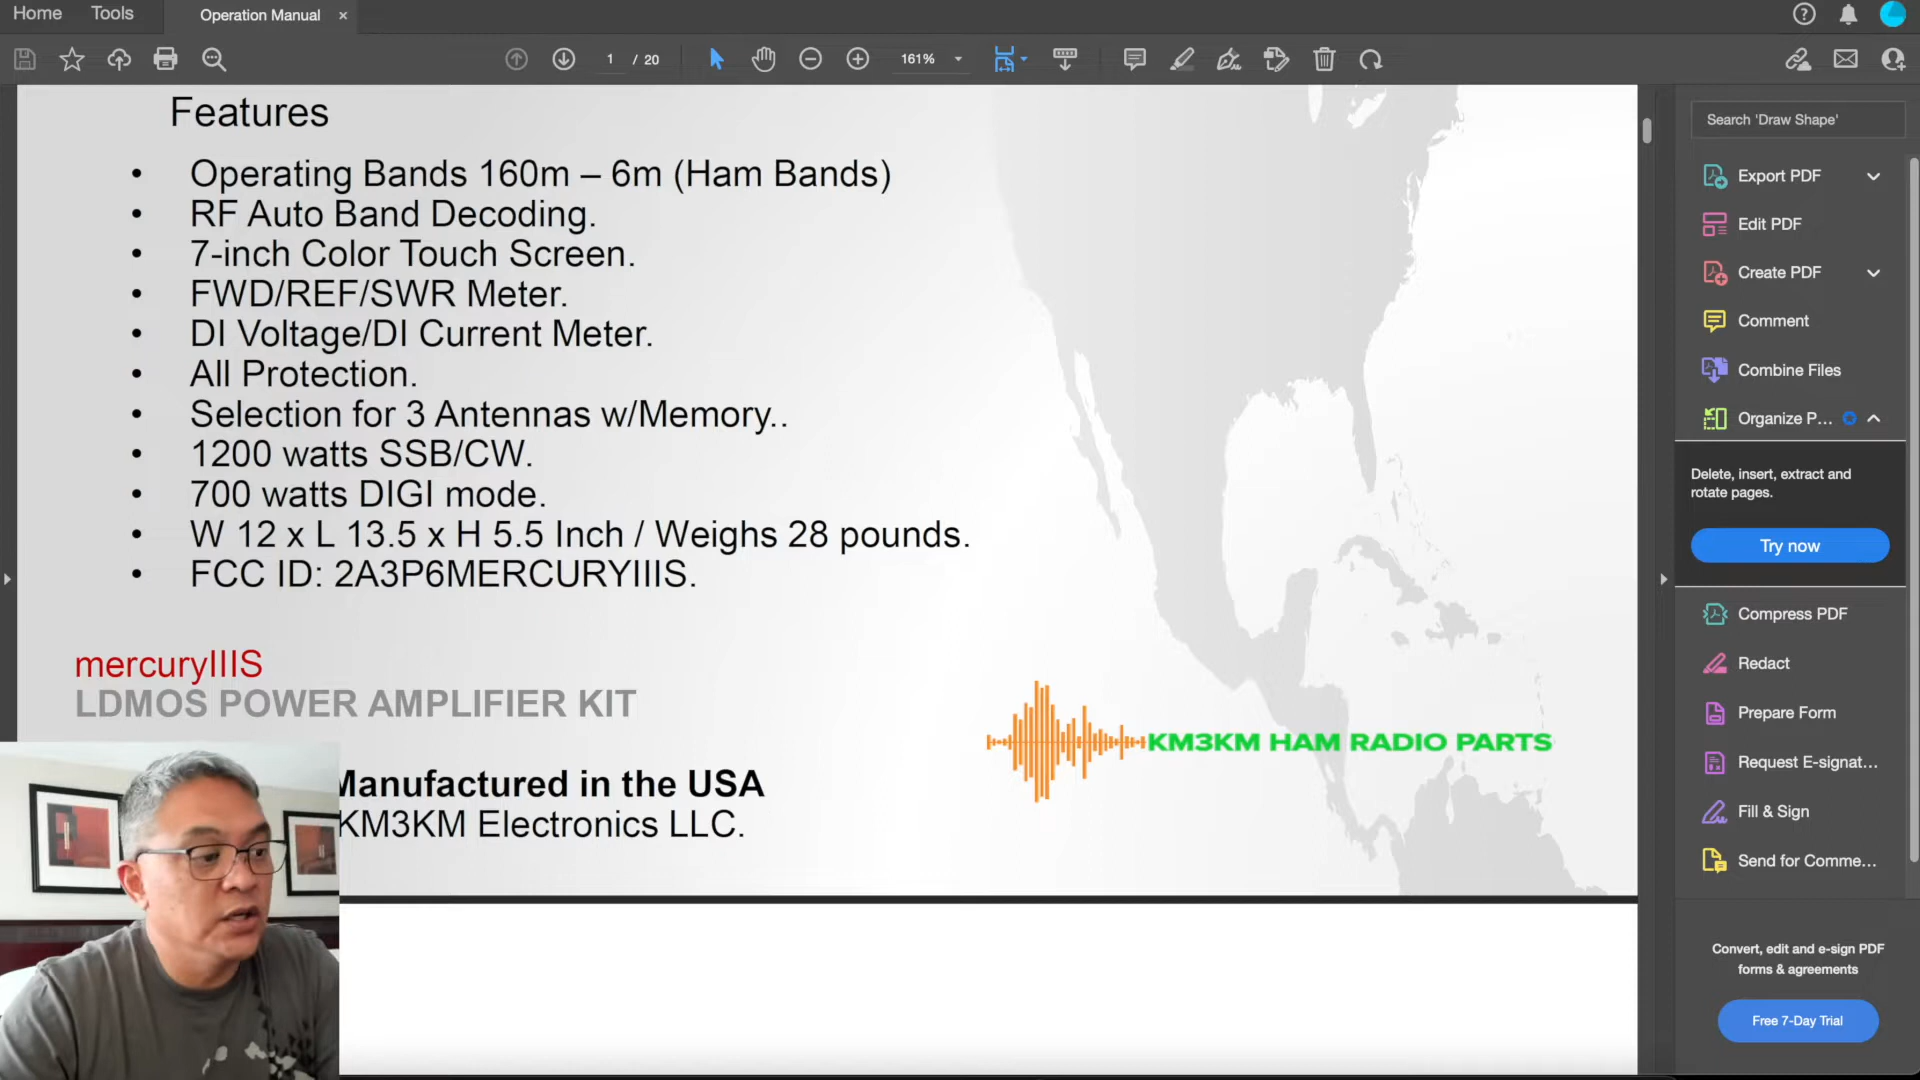 Home
Tools
Operation Manual
1 / 20
161%
Features
• Operating Bands 160m – 6m (Ham Bands)
• RF Auto Band Decoding.
• 7-inch Color Touch Screen.
• FWD/REF/SWR Meter.
• DI Voltage/DI Current Meter.
• All Protection.
• Selection for 3 Antennas w/Memory..
• 1200 watts SSB/CW.
• 700 watts DIGI mode.
• W 12 x L 13.5 x H 5.5 Inch / Weighs 28 pounds.
• FCC ID: 2A3P6MERCURYIIIS.
mercuryIIIS
LDMOS POWER AMPLIFIER KIT
KM3KM HAM RADIO PARTS
Manufactured in the USA
KM3KM Electronics LLC.
Search 'Draw Shape'
Export PDF
Edit PDF
Create PDF
Comment
Combine Files
Organize P...
Delete, insert, extract and
rotate pages.
Try now
Compress PDF
Redact
Prepare Form
Request E-signat...
Fill & Sign
Send for Comme...
Convert, edit and e-sign PDF
forms & agreements
Free 7-Day Trial